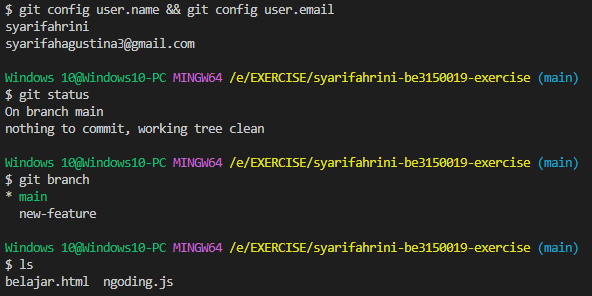 $ git config user.name && git config user.email
syarifahrini
syarifahagustina3@gmail.com
Windows 10@Windows10-PC MINGW64 /e/EXERCISE/syarifahrini-be3150019-exercise (main)
$ git status
On branch main
nothing to commit, working tree clean
Windows 10@Windows10-PC MINGW64 /e/EXERCISE/syarifahrini-be3150019-exercise (main)
$ git branch
* main
  new-feature
Windows 10@Windows10-PC MINGW64 /e/EXERCISE/syarifahrini-be3150019-exercise (main)
$ ls
belajar.html  ngoding.js